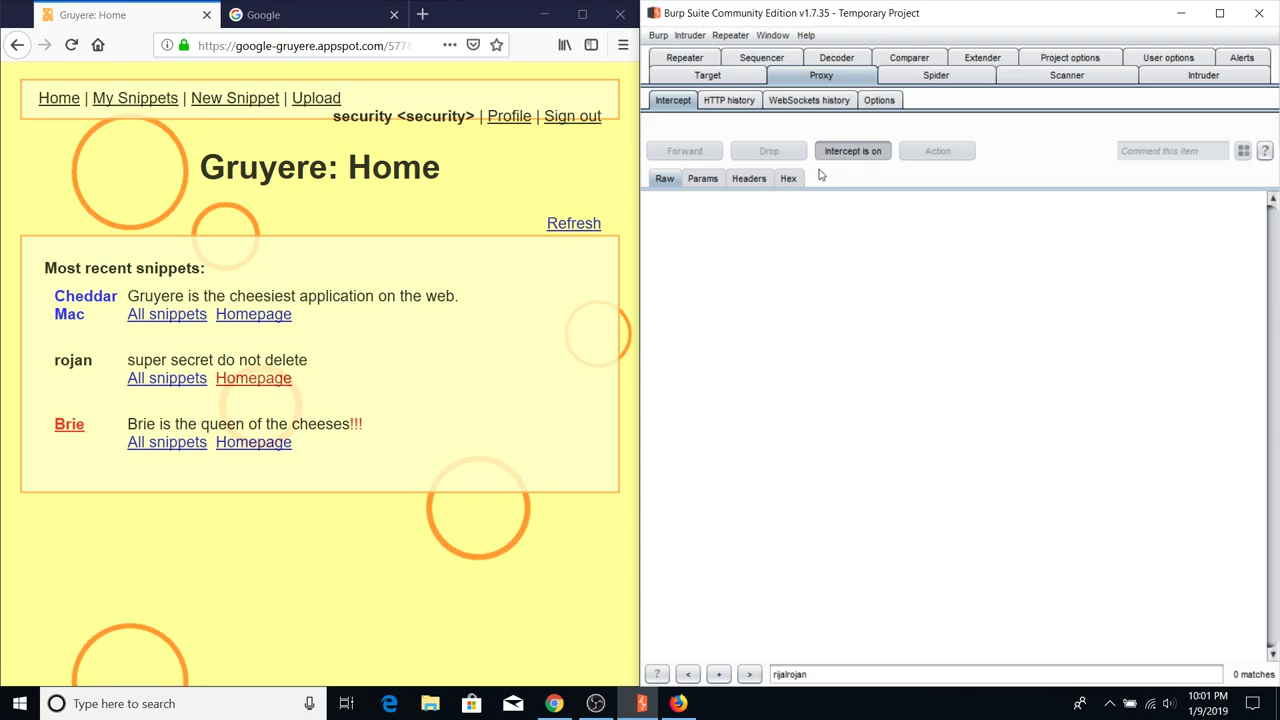 Gruyere: Home
Google
https://google-gruyere.appspot.com/5778
Home | My Snippets | New Snippet | Upload
security <security> | Profile | Sign out
Gruyere: Home
Refresh
Most recent snippets:
Cheddar Gruyere is the cheesiest application on the web.
Mac All snippets Homepage
rojan super secret do not delete
All snippets Homepage
Brie Brie is the queen of the cheeses!!!
All snippets Homepage
Burp Suite Community Edition v1.7.35 - Temporary Project
Burp Intruder Repeater Window Help
Repeater Sequencer Decoder Comparer Extender Project options User options Alerts
Target Proxy Spider Scanner Intruder
Intercept HTTP history WebSockets history Options
Forward Drop Intercept is on Action Comment this item ?
Raw Params Headers Hex
? < + > rijalrojan 0 matches
Type here to search
10:01 PM
1/9/2019